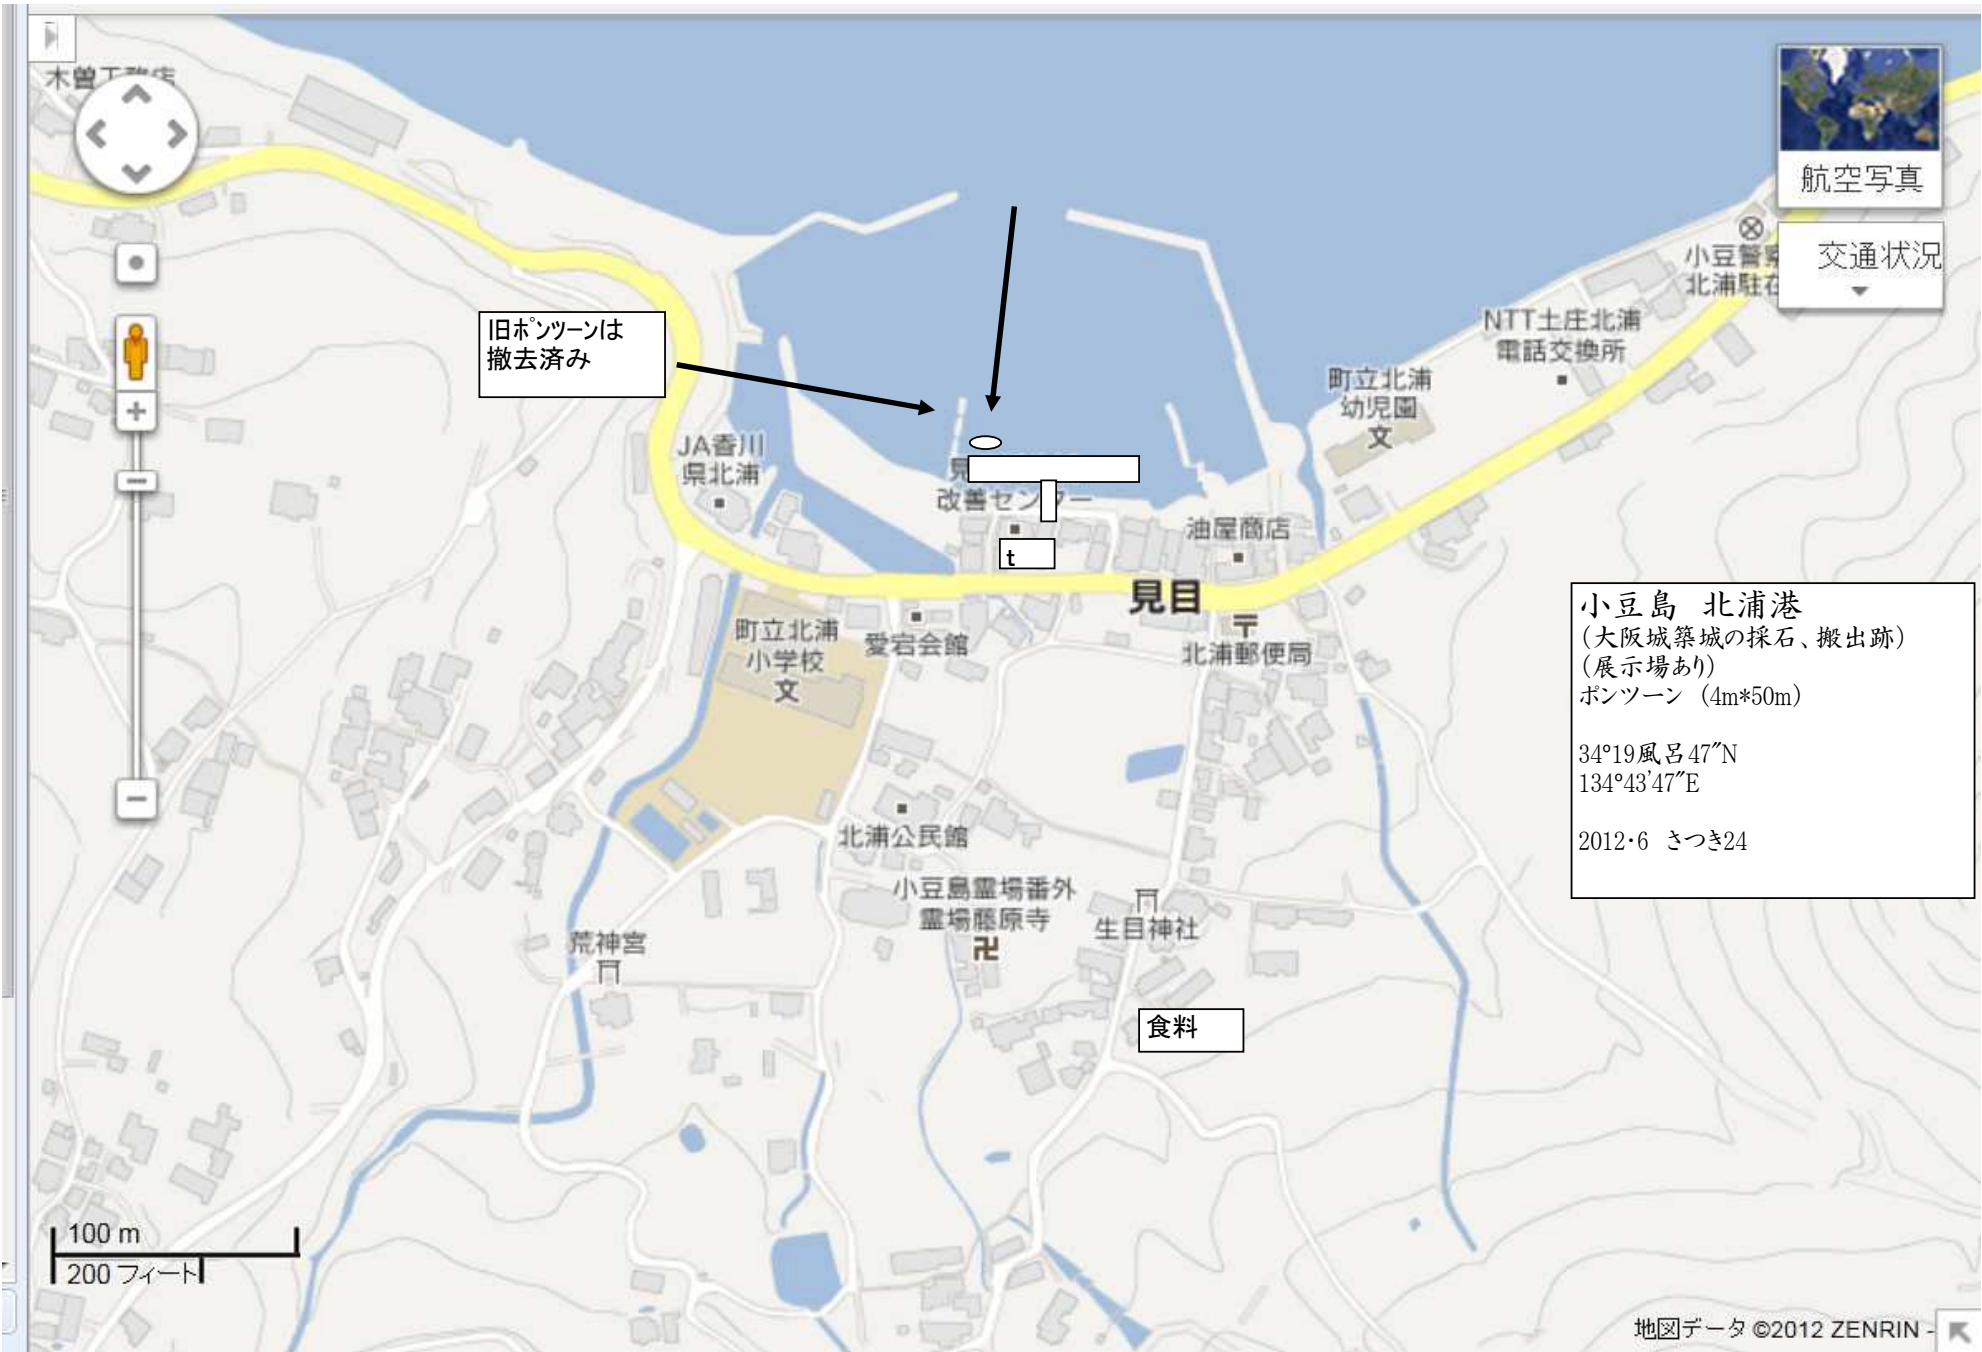 木曽工務店
航空写真
交通状況
小豆警察
北浦駐在
NTT土庄北浦
電話交換所
町立北浦
幼児園
文
旧ポンツーンは
撤去済み
JA香川
県北浦
見
改善センター
油屋商店
t
見目
北浦郵便局
町立北浦
小学校
文
愛宕会館
小豆島 北浦港
(大阪城築城の採石、搬出跡)
(展示場あり)
ポンツーン (4m*50m)
34°19風呂47″N
134°43′47″E
2012・6 さつき24
北浦公民館
小豆島霊場番外
霊場藤原寺
生目神社
荒神宮
食料
100 m
200 フィート
地図データ ©2012 ZENRIN -